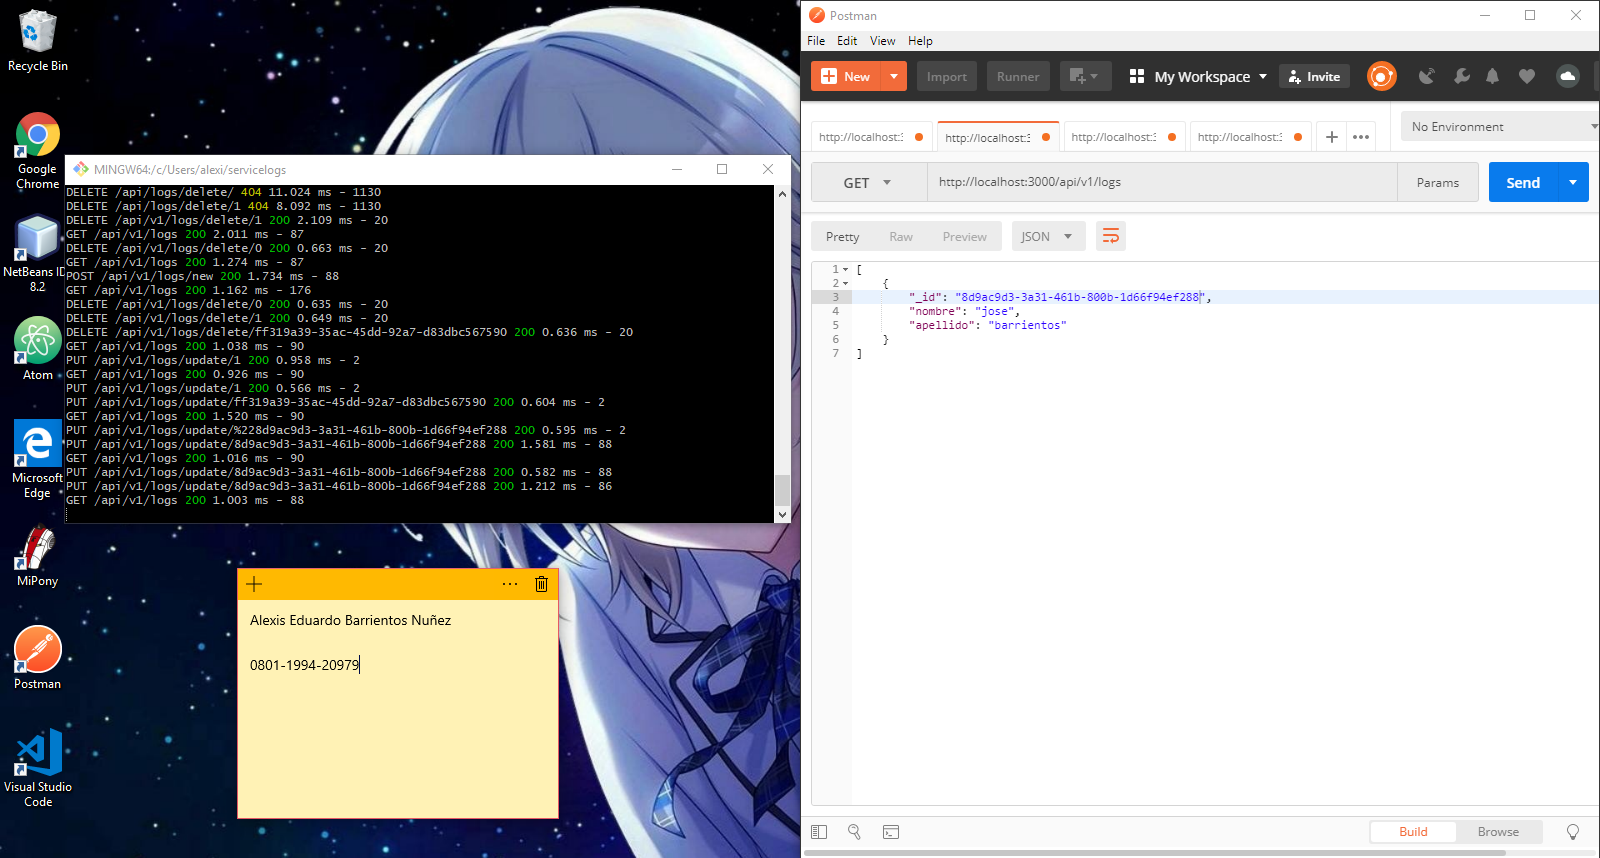 Recycle Bin
Google
Chrome
NetBeans ID
8.2
Atom
Microsoft
Edge
MiPony
Postman
Visual Studio
Code
MINGW64:/c/Users/alexi/servicelogs
DELETE /api/logs/delete/ 404 11.024 ms - 1130
DELETE /api/logs/delete/1 404 8.092 ms - 1130
DELETE /api/v1/logs/delete/1 200 2.109 ms - 20
GET /api/v1/logs 200 2.011 ms - 87
DELETE /api/v1/logs/delete/0 200 0.663 ms - 20
GET /api/v1/logs 200 1.274 ms - 87
POST /api/v1/logs/new 200 1.734 ms - 88
GET /api/v1/logs 200 1.162 ms - 176
DELETE /api/v1/logs/delete/0 200 0.635 ms - 20
DELETE /api/v1/logs/delete/1 200 0.649 ms - 20
DELETE /api/v1/logs/delete/ff319a39-35ac-45dd-92a7-d83dbc567590 200 0.636 ms - 20
GET /api/v1/logs 200 1.038 ms - 90
PUT /api/v1/logs/update/1 200 0.958 ms - 2
GET /api/v1/logs 200 0.926 ms - 90
PUT /api/v1/logs/update/1 200 0.566 ms - 2
PUT /api/v1/logs/update/ff319a39-35ac-45dd-92a7-d83dbc567590 200 0.604 ms - 2
GET /api/v1/logs 200 1.520 ms - 90
PUT /api/v1/logs/update/%228d9ac9d3-3a31-461b-800b-1d66f94ef288 200 0.595 ms - 2
PUT /api/v1/logs/update/8d9ac9d3-3a31-461b-800b-1d66f94ef288 200 1.581 ms - 88
GET /api/v1/logs 200 1.016 ms - 90
PUT /api/v1/logs/update/8d9ac9d3-3a31-461b-800b-1d66f94ef288 200 0.582 ms - 88
PUT /api/v1/logs/update/8d9ac9d3-3a31-461b-800b-1d66f94ef288 200 1.212 ms - 86
GET /api/v1/logs 200 1.003 ms - 88
Alexis Eduardo Barrientos Nuñez
0801-1994-20979
Postman
File Edit View Help
New Import Runner My Workspace Invite
http://localhost:3 http://localhost:3 http://localhost:3 http://localhost:3 No Environment
GET http://localhost:3000/api/v1/logs Params Send
Pretty Raw Preview JSON
1 [
2 {
3 "_id": "8d9ac9d3-3a31-461b-800b-1d66f94ef288",
4 "nombre": "jose",
5 "apellido": "barrientos"
6 }
7 ]
Build Browse